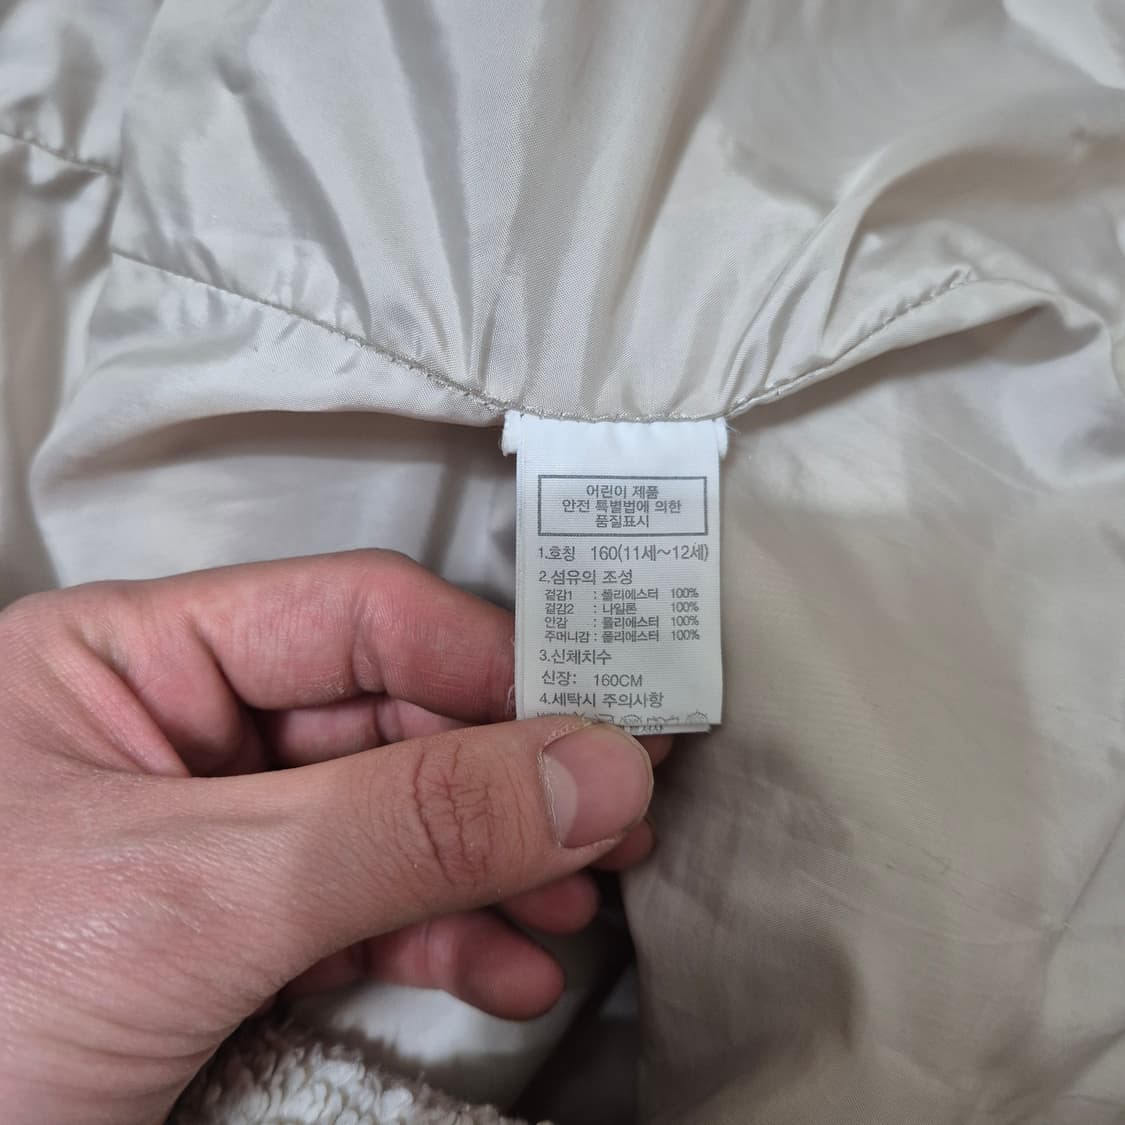 어린이 제품
안전 특별법에 의한
품질표시
1.호칭 160(11세~12세)
2.섬유의 조성
겉감1 : 폴리에스터 100%
겉감2 : 나일론 100%
안감 : 폴리에스터 100%
주머니감 : 폴리에스터 100%
3.신체치수
신장: 160CM
4.세탁시 주의사항